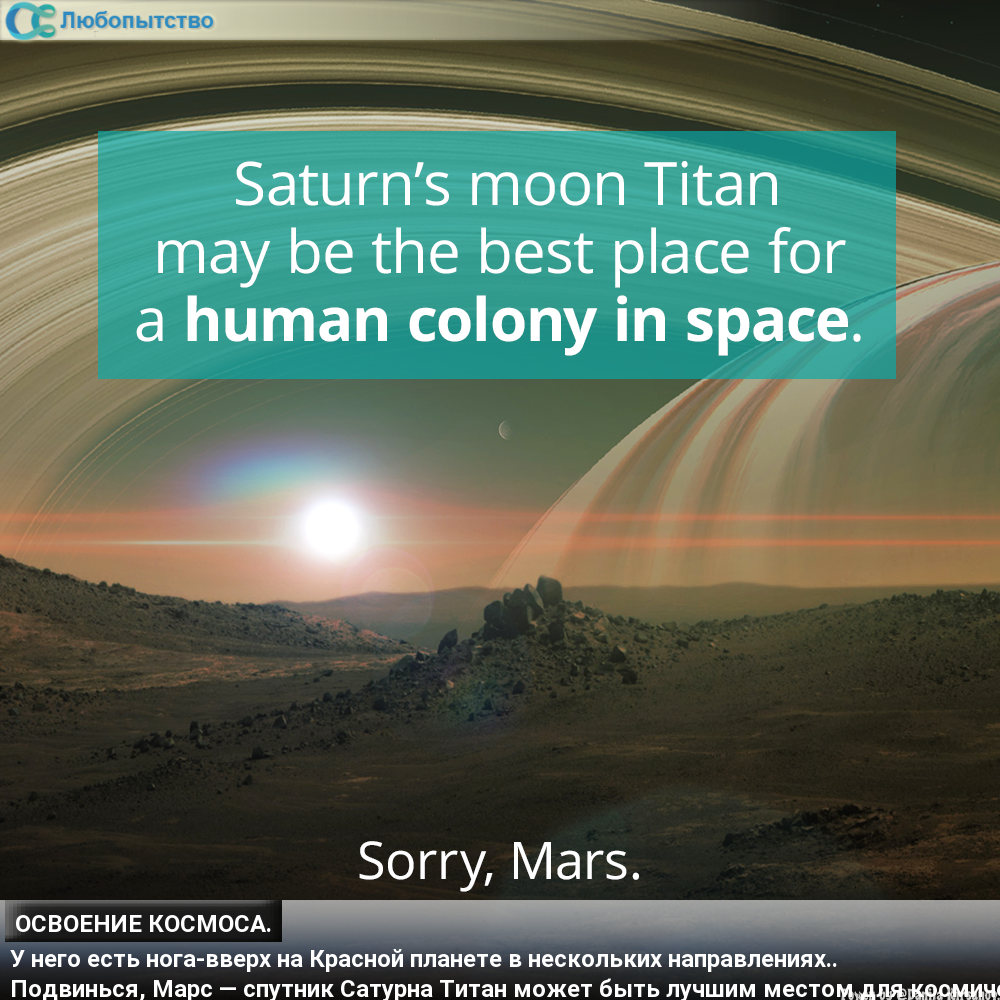 Любопытство
Saturn’s moon Titan
may be the best place for
a human colony in space.
Sorry, Mars.
ОСВОЕНИЕ КОСМОСА.
У него есть нога-вверх на Красной планете в нескольких направлениях..
Подвинься, Марс — спутник Сатурна Титан может быть лучшим местом для